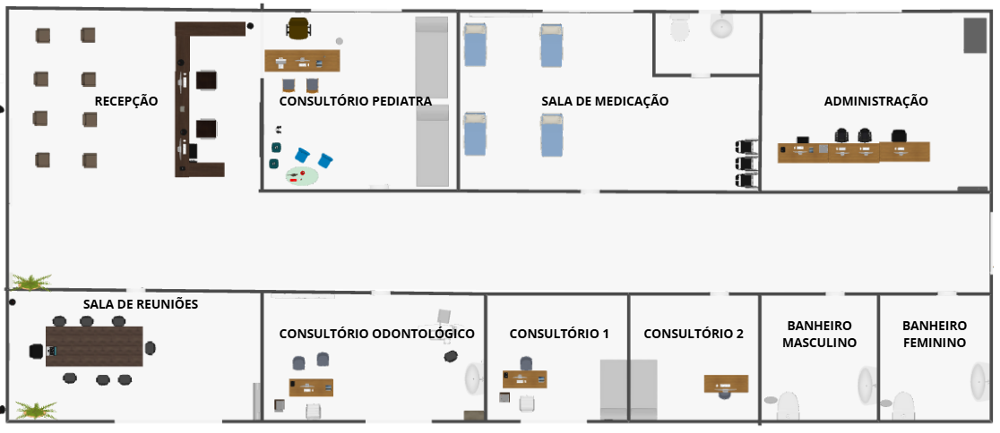 RECEPÇÃO
CONSULTÓRIO PEDIATRA
SALA DE MEDICAÇÃO
ADMINISTRAÇÃO
SALA DE REUNIÕES
CONSULTÓRIO ODONTOLÓGICO
CONSULTÓRIO 1
CONSULTÓRIO 2
BANHEIRO
MASCULINO
BANHEIRO
FEMININO